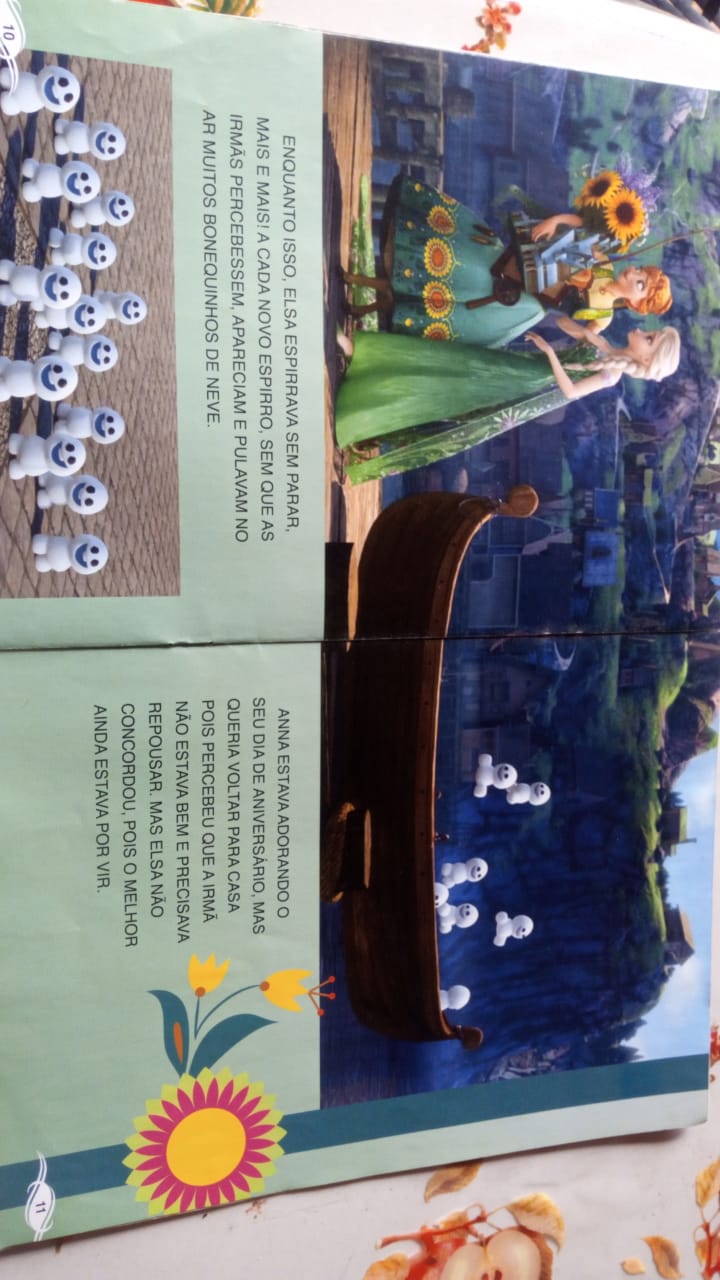 ENQUANTO ISSO, ELSA ESPIRRAVA SEM PARAR,
MAIS E MAIS! A CADA NOVO ESPIRRO, SEM QUE AS
IRMÃS PERCEBESSEM, APARECIAM E PULAVAM NO
AR MUITOS BONEQUINHOS DE NEVE.
10
ANNA ESTAVA ADORANDO O
SEU DIA DE ANIVERSÁRIO, MAS
QUERIA VOLTAR PARA CASA
POIS PERCEBEU QUE A IRMÃ
NÃO ESTAVA BEM E PRECISAVA
REPOUSAR. MAS ELSA NÃO
CONCORDOU, POIS O MELHOR
AINDA ESTAVA POR VIR.
11